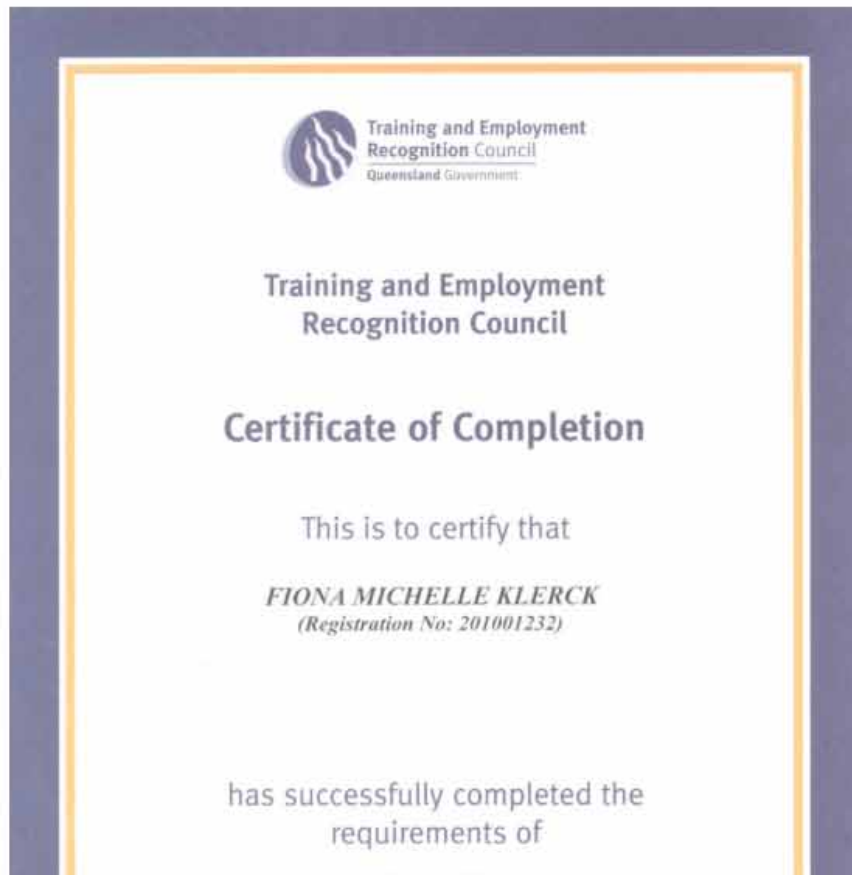 Training and Employment
Recognition Council
Queensland Government
Training and Employment
Recognition Council
Certificate of Completion
This is to certify that
FIONA MICHELLE KLERCK
(Registration No: 201001232)
has successfully completed the
requirements of